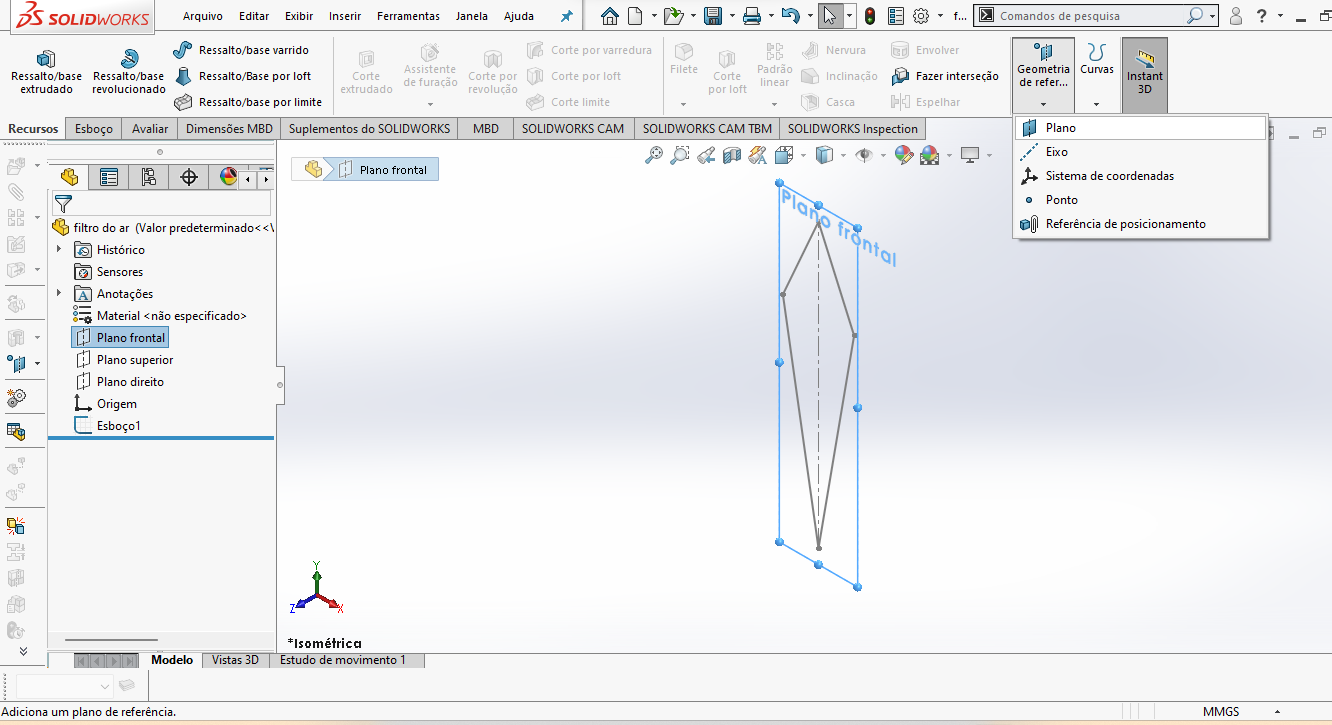 SOLIDWORKS
Arquivo Editar Exibir Inserir Ferramentas Janela Ajuda
f...
Comandos de pesquisa
?
Ressalto/base extrudado
Ressalto/base revolucionado
Ressalto/base varrido
Ressalto/Base por loft
Ressalto/base por limite
Corte extrudado
Assistente de furação
Corte por revolução
Corte por varredura
Corte por loft
Corte limite
Filete
Corte por loft
Padrão linear
Nervura
Inclinação
Casca
Envolver
Fazer interseção
Espelhar
Geometria de refer...
Curvas
Instant 3D
Recursos Esboço Avaliar Dimensões MBD Suplementos do SOLIDWORKS MBD SOLIDWORKS CAM SOLIDWORKS CAM TBM SOLIDWORKS Inspection
Plano
Eixo
Sistema de coordenadas
Ponto
Referência de posicionamento
Plano frontal
filtro do ar (Valor predeterminado<<\
Histórico
Sensores
Anotações
Material <não especificado>
Plano frontal
Plano superior
Plano direito
Origem
Esboço1
Plano frontal
Y
Z
X
*Isométrica
Modelo Vistas 3D Estudo de movimento 1
Adiciona um plano de referência.
MMGS